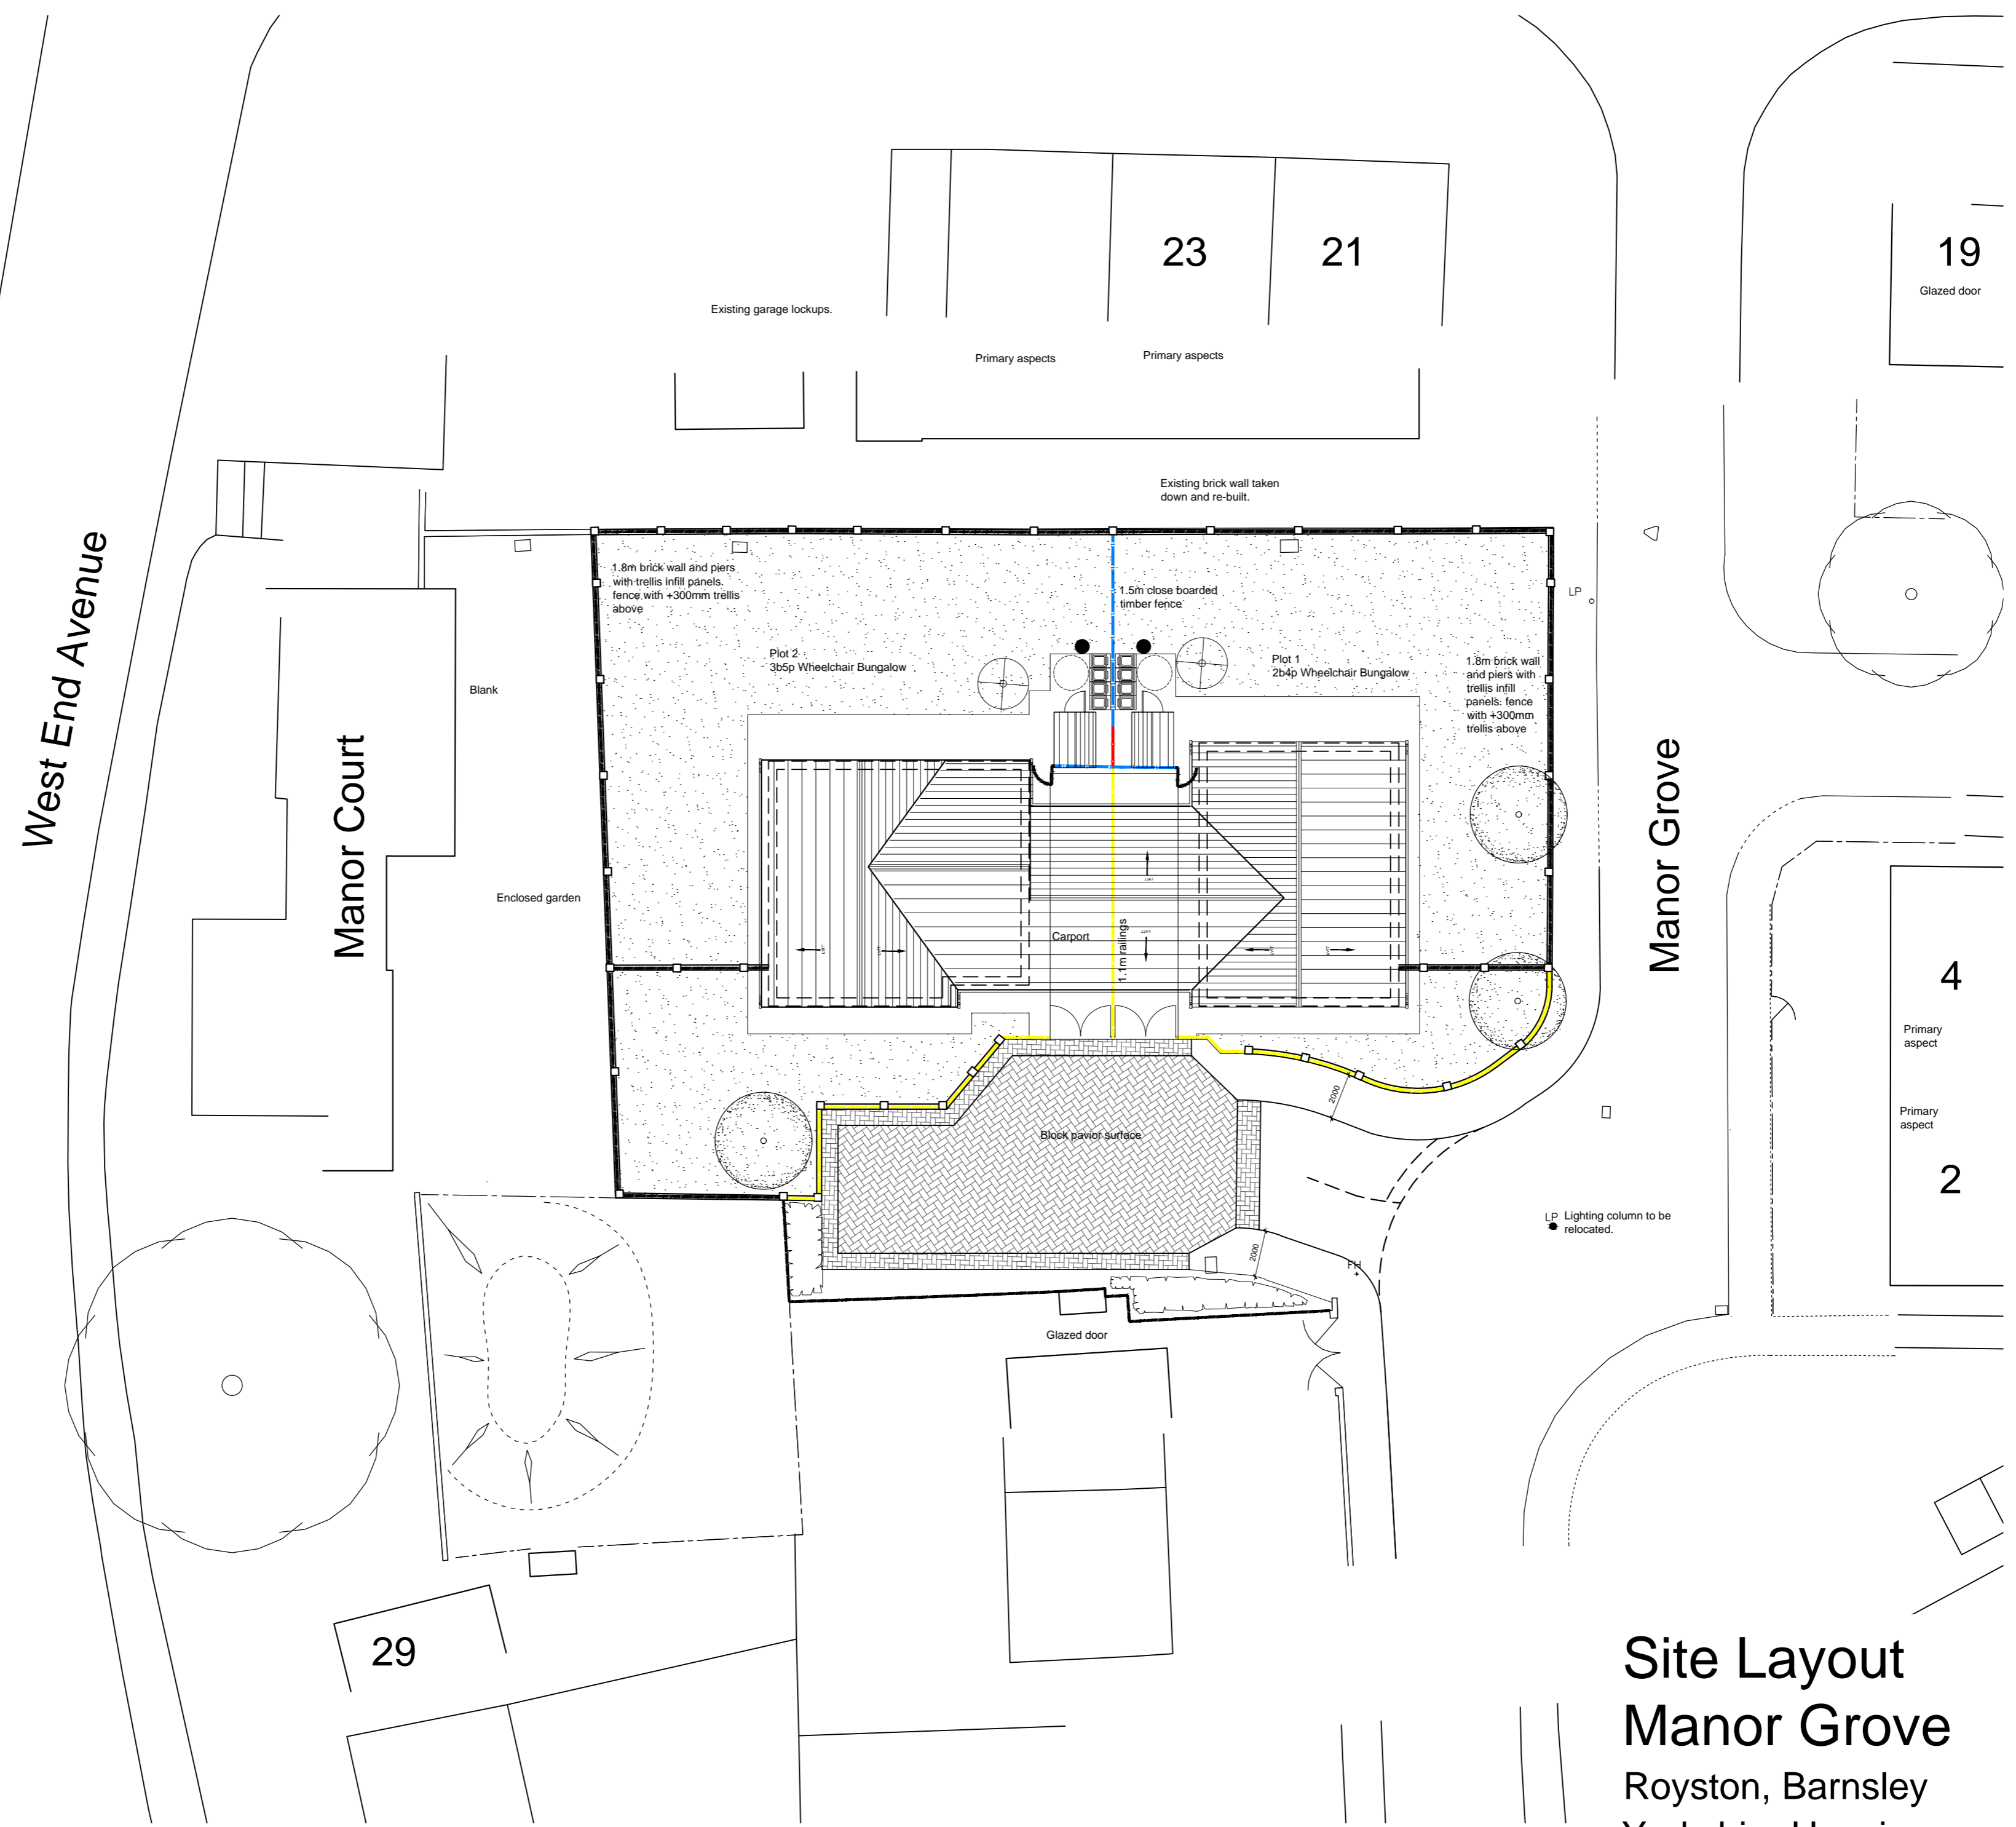 23
21
19
Glazed door
Existing garage lockups.
Primary aspects
Primary aspects
Existing brick wall taken
down and re-built.
West End Avenue
Manor Court
Blank
Enclosed garden
1.8m brick wall and piers
with trellis infill panels.
fence with +300mm trellis
above
1.5m close boarded
timber fence
Plot 2
3b5p Wheelchair Bungalow
Plot 1
2b4p Wheelchair Bungalow
1.8m brick wall
and piers with
trellis infill
panels. fence
with +300mm
trellis above
LP
Manor Grove
Carport
1.1m railings
4
Primary
aspect
Primary
aspect
2
2000
Block pavior surface
LP
Lighting column to be
relocated.
2000
FH
Glazed door
29
Site Layout
Manor Grove
Royston, Barnsley